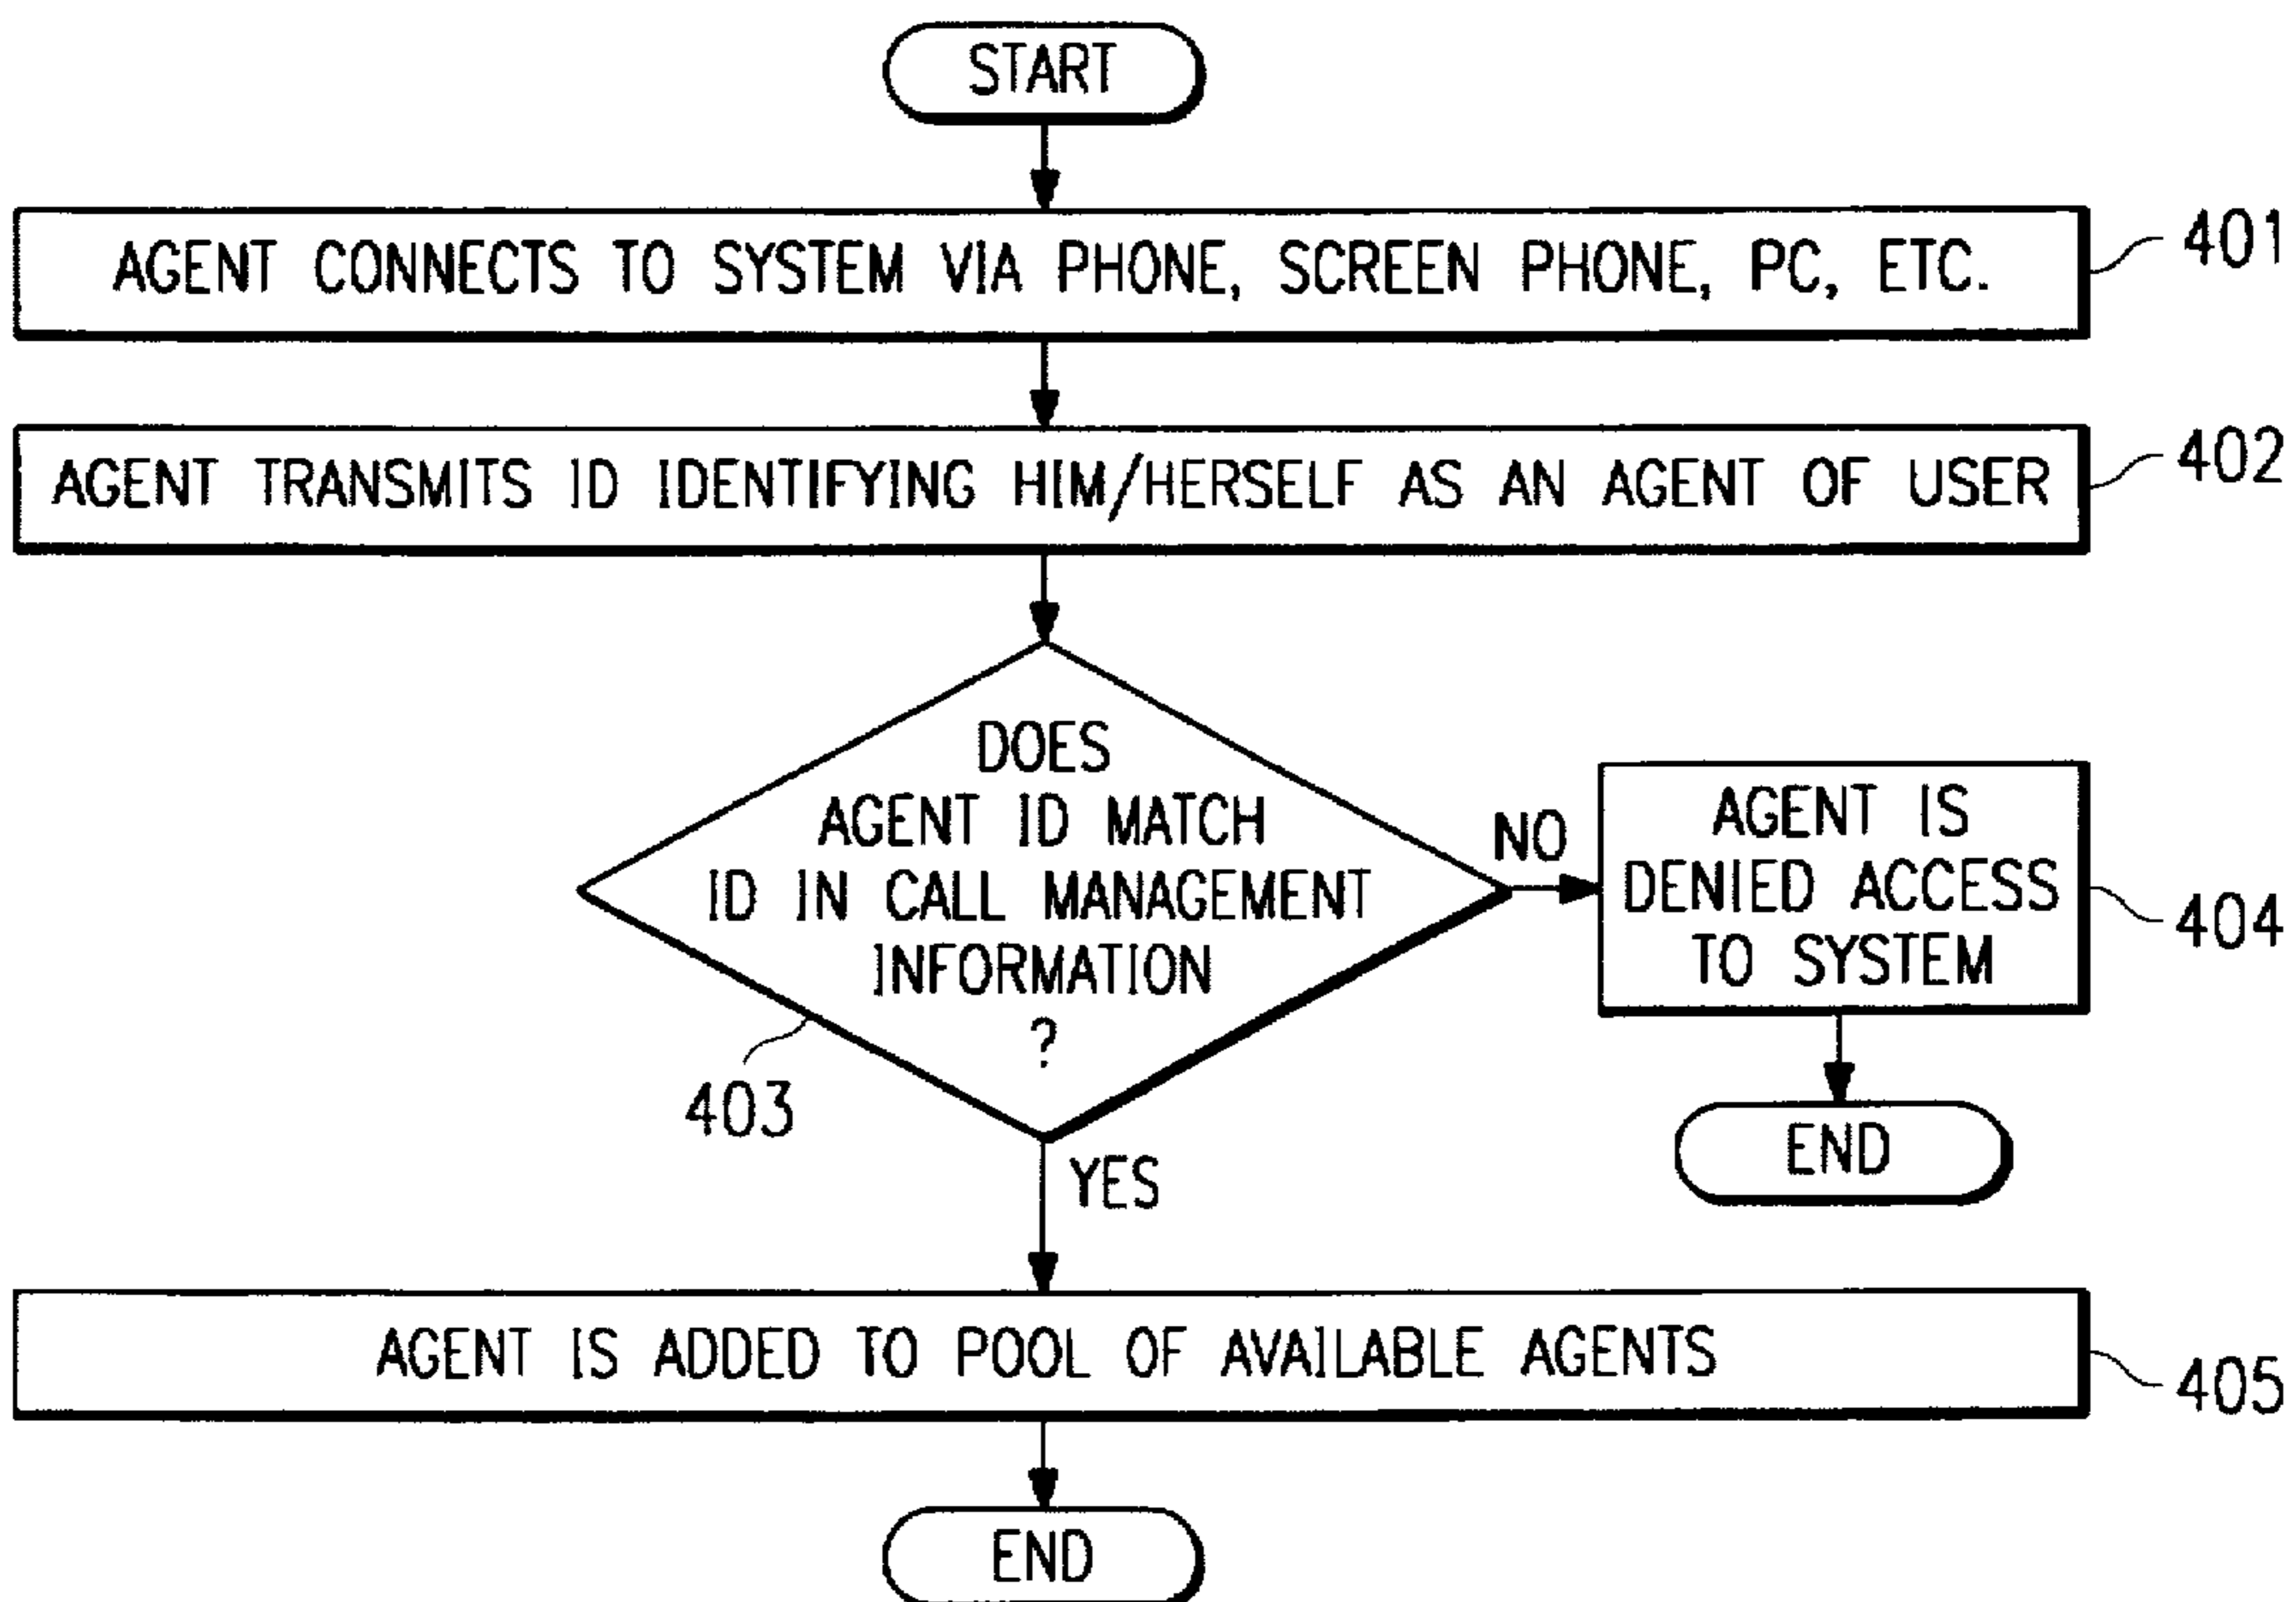 START
AGENT CONNECTS TO SYSTEM VIA PHONE, SCREEN PHONE, PC, ETC.
401
AGENT TRANSMITS ID IDENTIFYING HIM/HERSELF AS AN AGENT OF USER
402
DOES
AGENT ID MATCH
ID IN CALL MANAGEMENT
INFORMATION
?
403
NO
AGENT IS
DENIED ACCESS
TO SYSTEM
404
END
YES
AGENT IS ADDED TO POOL OF AVAILABLE AGENTS
405
END